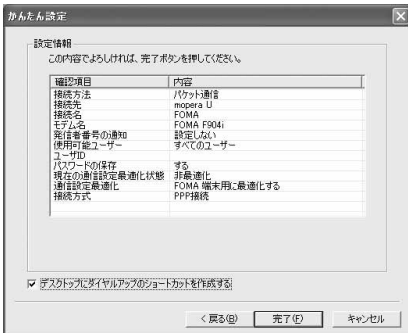 かんたん設定
設定情報
この内容でよろしければ、完了ボタンを押してください。
確認項目 内容
接続方法 パケット通信
接続先 mopera U
接続名 FOMA
モデム名 FOMA F904i
発信者番号の通知 設定しない
使用可能ユーザー すべてのユーザー
ユーザID
パスワードの保存 する
現在の通信設定最適化状態 非最適化
通信設定最適化 FOMA 端末用に最適化する
接続方式 PPP接続
デスクトップにダイヤルアップのショートカットを作成する
< 戻る(B) 完了(F) キャンセル